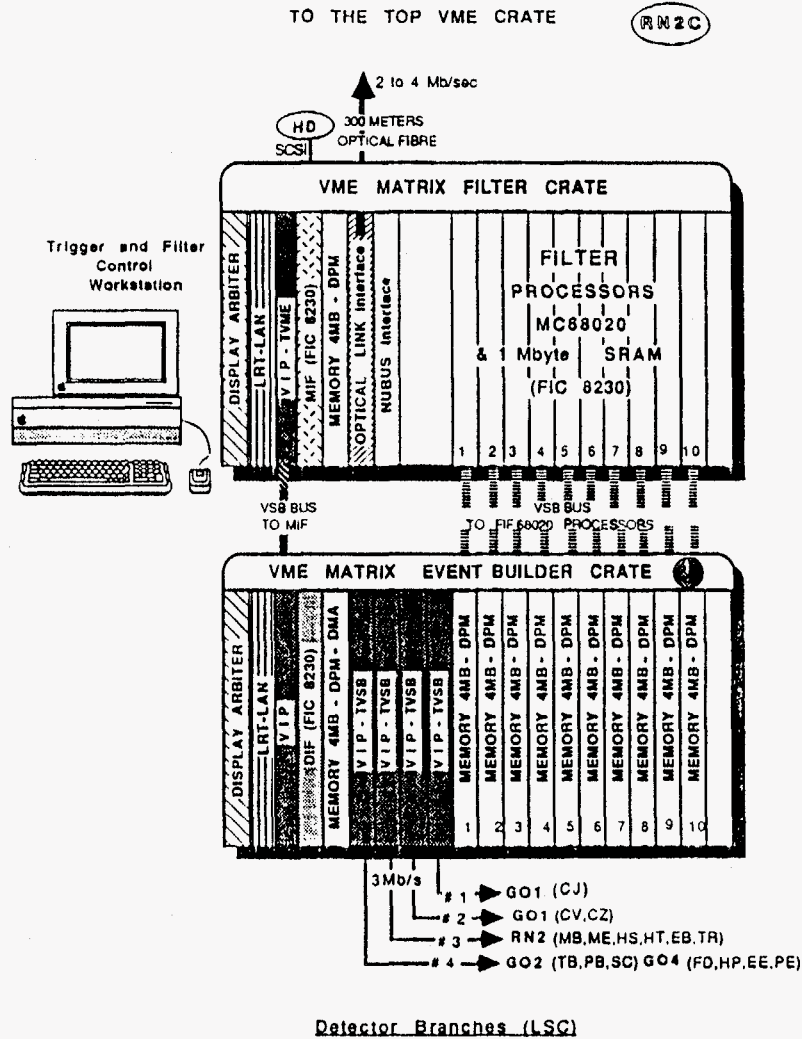 TO THE TOP VME CRATE
RN2C
2 to 4 Mb/sec
HD
SCSI
300 METERS
OPTICAL FIBRE
VME MATRIX FILTER CRATE
Trigger and Filter
Control
Workstation
DISPLAY ARBITER
LRT-LAN
VIP - TVME
MIF (FIC 8230)
MEMORY 4MB - DPM
OPTICAL LINK Interface
NUBUS Interface
FILTER
PROCESSORS
MC68020
& 1 Mbyte SRAM
(FIC 8230)
1 2 3 4 5 6 7 8 9 10
VSB BUS
TO MIF
VSB BUS
TO FIF 68020 PROCESSORS
VME MATRIX EVENT BUILDER CRATE
DISPLAY ARBITER
LRT-LAN
VIP
DIF (FIC 8230)
MEMORY 4MB - DPM - DMA
VIP - TVSB
VIP - TVSB
VIP - TVSB
VIP - TVSB
MEMORY 4MB - DPM
MEMORY 4MB - DPM
MEMORY 4MB - DPM
MEMORY 4MB - DPM
MEMORY 4MB - DPM
MEMORY 4MB - DPM
MEMORY 4MB - DPM
MEMORY 4MB - DPM
MEMORY 4MB - DPM
MEMORY 4MB - DPM
1 2 3 4 5 6 7 8 9 10
3Mb/s
# 1 GO1 (CJ)
# 2 GO1 (CV,CZ)
# 3 RN2 (MB,ME,HS,HT,EB,TR)
# 4 GO2 (TB,PB,SC) GO4 (FD,HP,EE,PE)
Detector Branches (LSC)